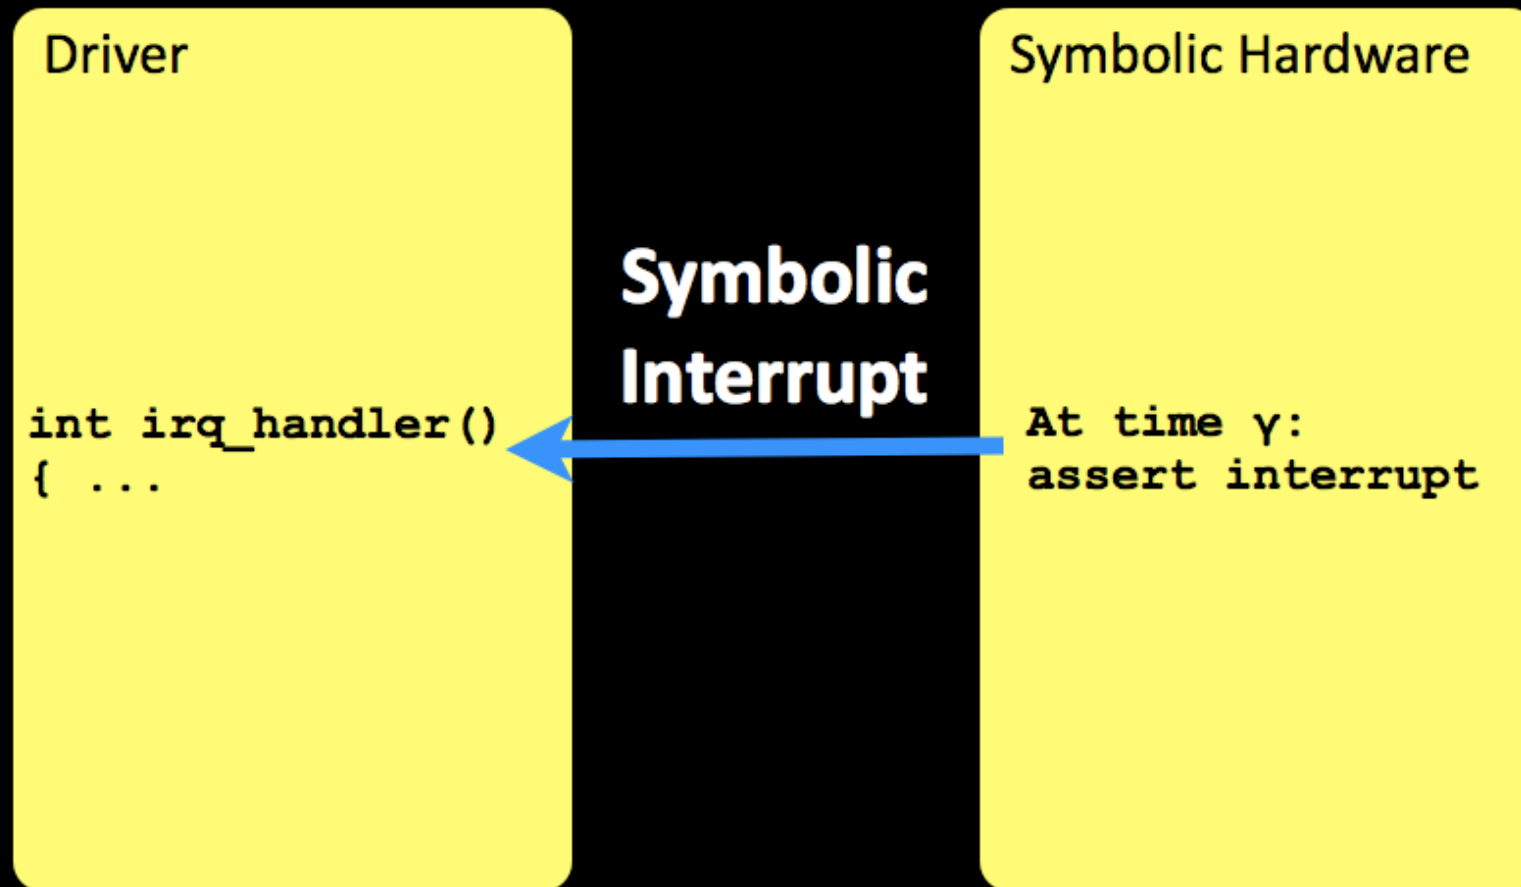 Driver
Symbolic Hardware
Symbolic
Interrupt
int irq_handler()
{ ...
At time γ:
assert interrupt